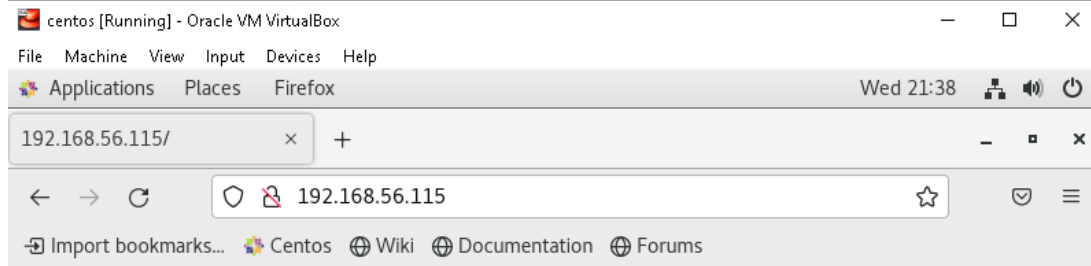 centos [Running] - Oracle VM VirtualBox
File Machine View Input Devices Help
Applications Places Firefox Wed 21:38
192.168.56.115/
192.168.56.115
Import bookmarks... Centos Wiki Documentation Forums